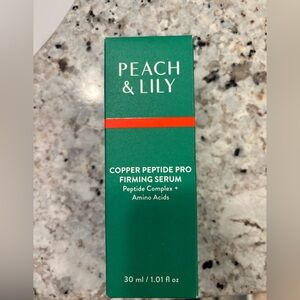 PEACH
& LILY
COPPER PEPTIDE PRO
FIRMING SERUM
Peptide Complex +
Amino Acids
30 ml / 1.01 fl oz